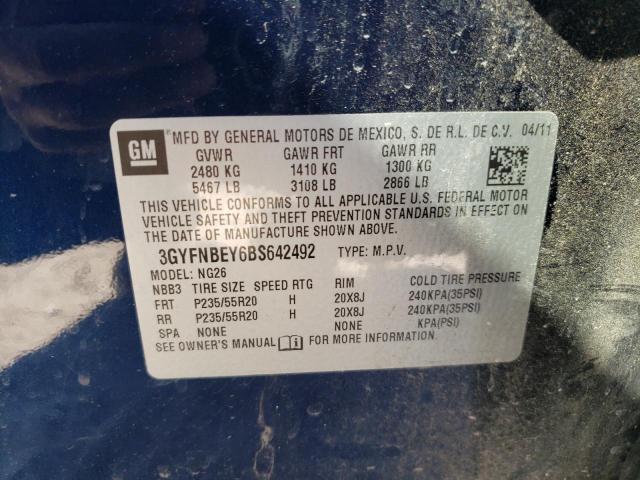 GM ® MFD BY GENERAL MOTORS DE MEXICO, S. DE R.L. DE C.V. 04/11
GVWR GAWR FRT GAWR RR
2480 KG 1410 KG 1300 KG
5467 LB 3108 LB 2866 LB
THIS VEHICLE CONFORMS TO ALL APPLICABLE U.S. FEDERAL MOTOR
VEHICLE SAFETY AND THEFT PREVENTION STANDARDS IN EFFECT ON
THE DATE OF MANUFACTURE SHOWN ABOVE.
3GYFNBEY6BS642492 TYPE: M.P.V.
MODEL: NG26
NBB3 TIRE SIZE SPEED RTG RIM COLD TIRE PRESSURE
FRT P235/55R20 H 20X8J 240KPA(35PSI)
RR P235/55R20 H 20X8J 240KPA(35PSI)
SPA NONE NONE KPA(PSI)
SEE OWNER'S MANUAL FOR MORE INFORMATION.